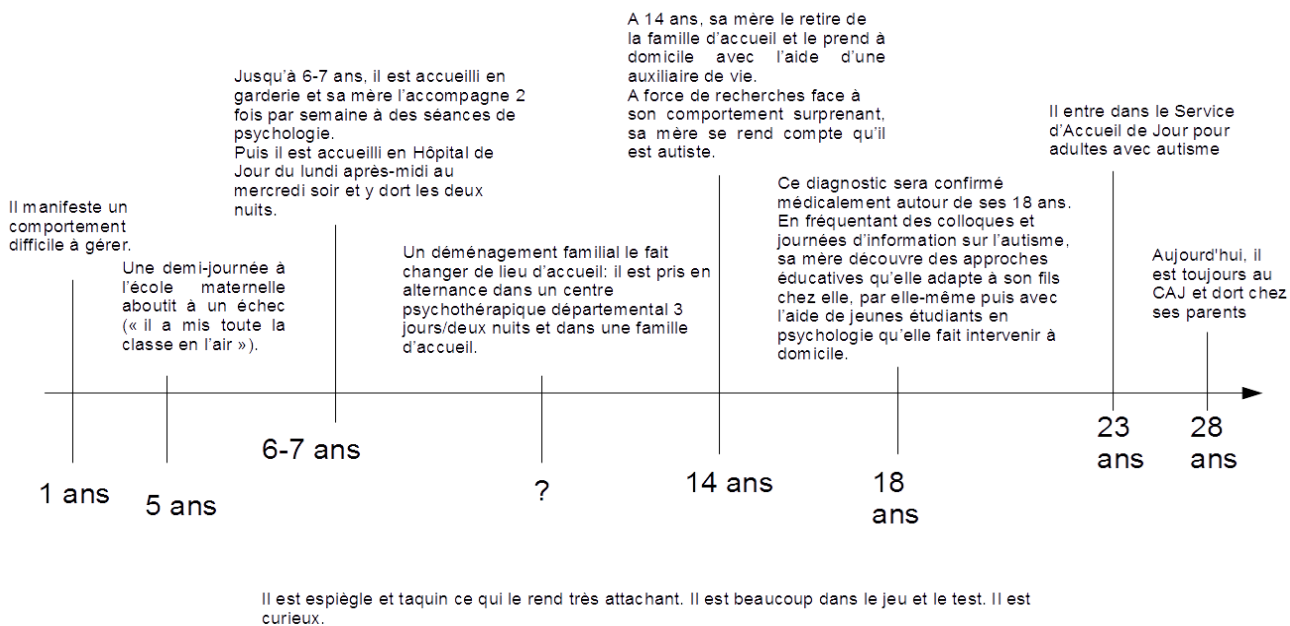 Il manifeste un
comportement
difficile à gérer.
Une demi-journée à
l'école maternelle
aboutit à un échec
(« il a mis toute la
classe en l'air »).
Jusqu'à 6-7 ans, il est accueilli en
garderie et sa mère l'accompagne 2
fois par semaine à des séances de
psychologie.
Puis il est accueilli en Hôpital de
Jour du lundi après-midi au
mercredi soir et y dort les deux
nuits.
Un déménagement familial le fait
changer de lieu d'accueil: il est pris en
alternance dans un centre
psychothérapique départemental 3
jours/deux nuits et dans une famille
d'accueil.
A 14 ans, sa mère le retire de
la famille d'accueil et le prend à
domicile avec l'aide d'une
auxiliaire de vie.
A force de recherches face à
son comportement surprenant,
sa mère se rend compte qu'il
est autiste.
Ce diagnostic sera confirmé
médicalement autour de ses 18 ans.
En fréquentant des colloques et
journées d'information sur l'autisme,
sa mère découvre des approches
éducatives qu'elle adapte à son fils
chez elle, par elle-même puis avec
l'aide de jeunes étudiants en
psychologie qu'elle fait intervenir à
domicile.
Il entre dans le Service
d'Accueil de Jour pour
adultes avec autisme
Aujourd'hui, il
est toujours au
CAJ et dort chez
ses parents
1 ans
5 ans
6-7 ans
?
14 ans
18
ans
23
ans
28
ans
Il est espiègle et taquin ce qui le rend très attachant. Il est beaucoup dans le jeu et le test. Il est
curieux.